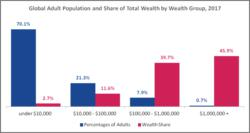 Global Adult Population and Share of Total Wealth by Wealth Group, 2017
70.1%
2.7%
21.3%
11.6%
7.9%
39.7%
0.7%
45.9%
under $10,000
$10,000 - $100,000
$100,000 - $1,000,000
$1,000,000 +
Percentages of Adults
Wealth Share